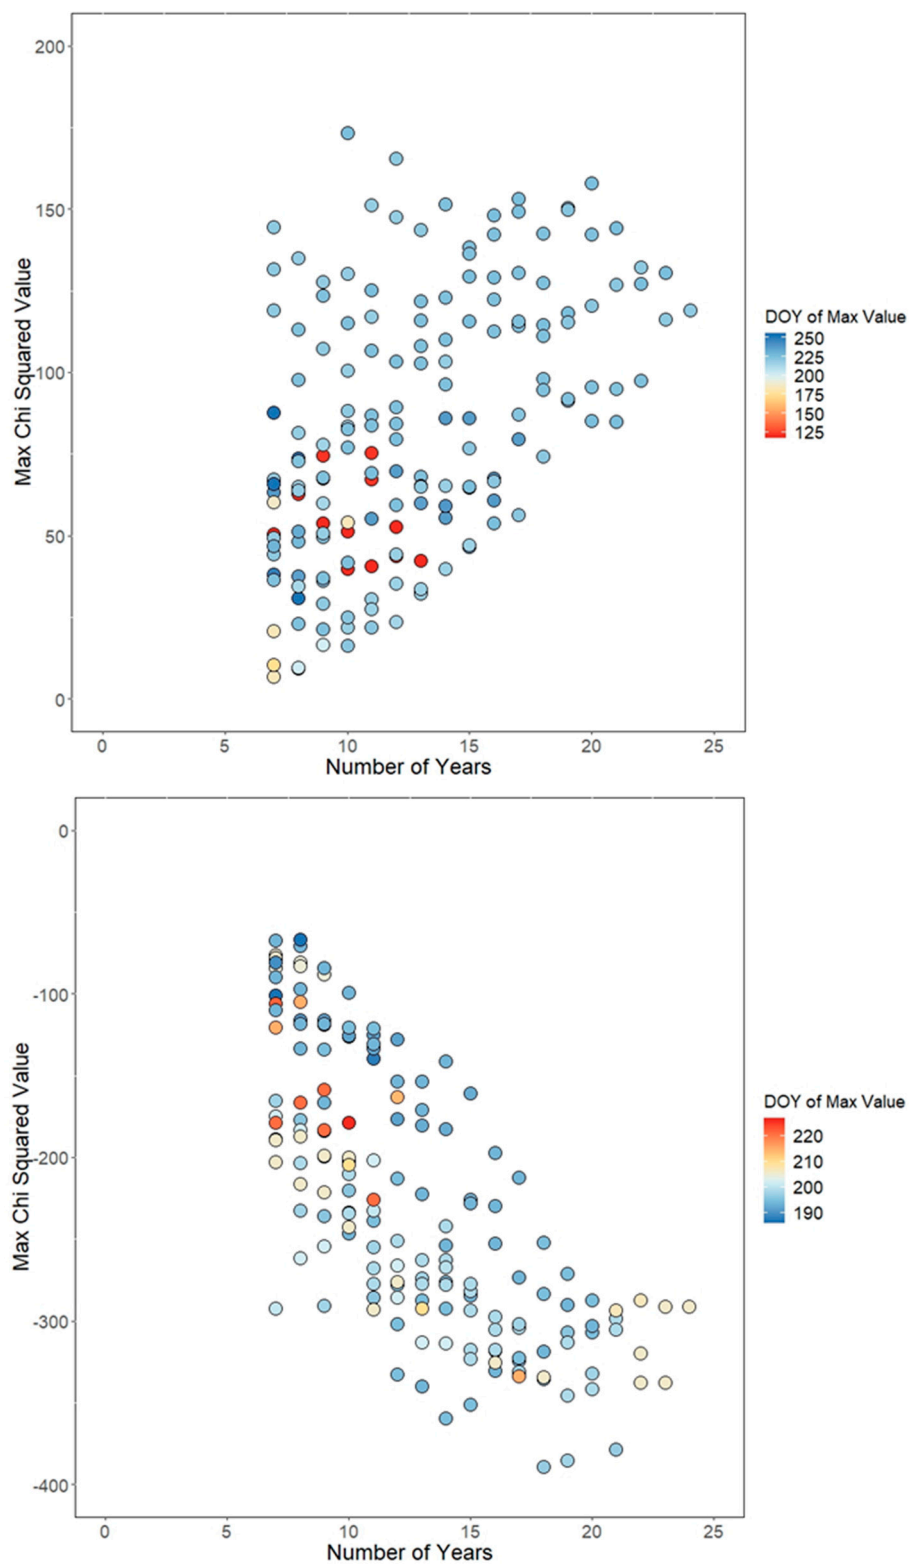 200
150
100
50
0
Max Chi Squared Value
0 5 10 15 20 25
Number of Years
DOY of Max Value
250
225
200
175
150
125
0
-100
-200
-300
-400
Max Chi Squared Value
0 5 10 15 20 25
Number of Years
DOY of Max Value
220
210
200
190